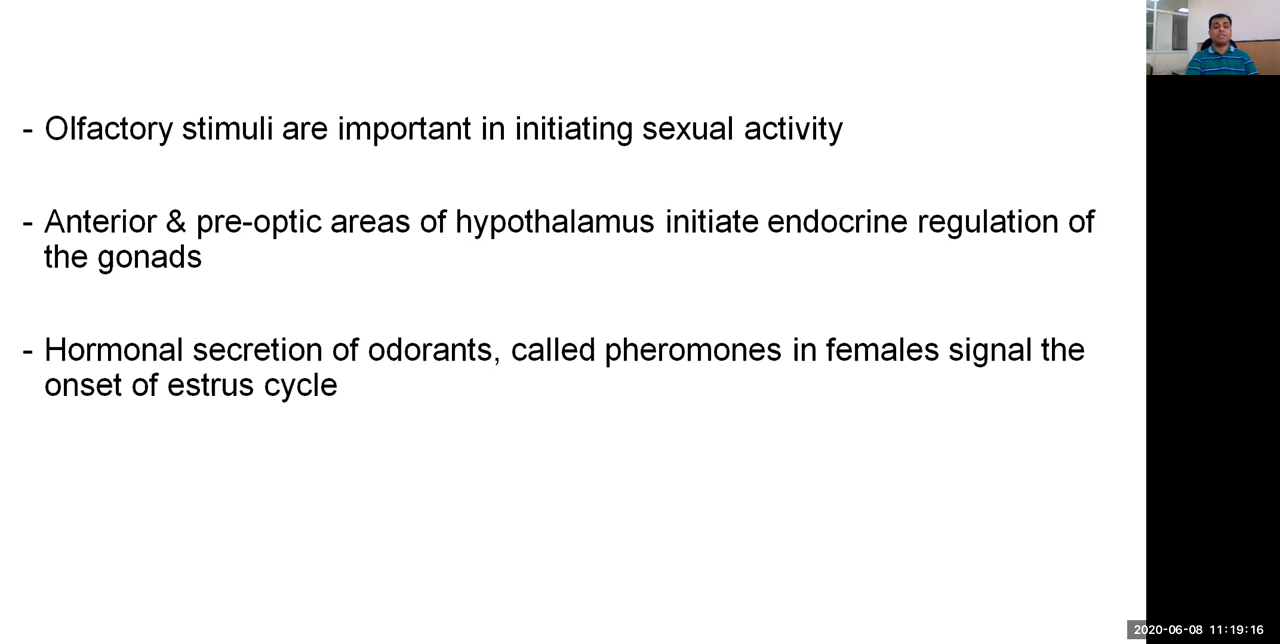 - Olfactory stimuli are important in initiating sexual activity
- Anterior & pre-optic areas of hypothalamus initiate endocrine regulation of
the gonads
- Hormonal secretion of odorants, called pheromones in females signal the
onset of estrus cycle
2020-06-08 11:19:16